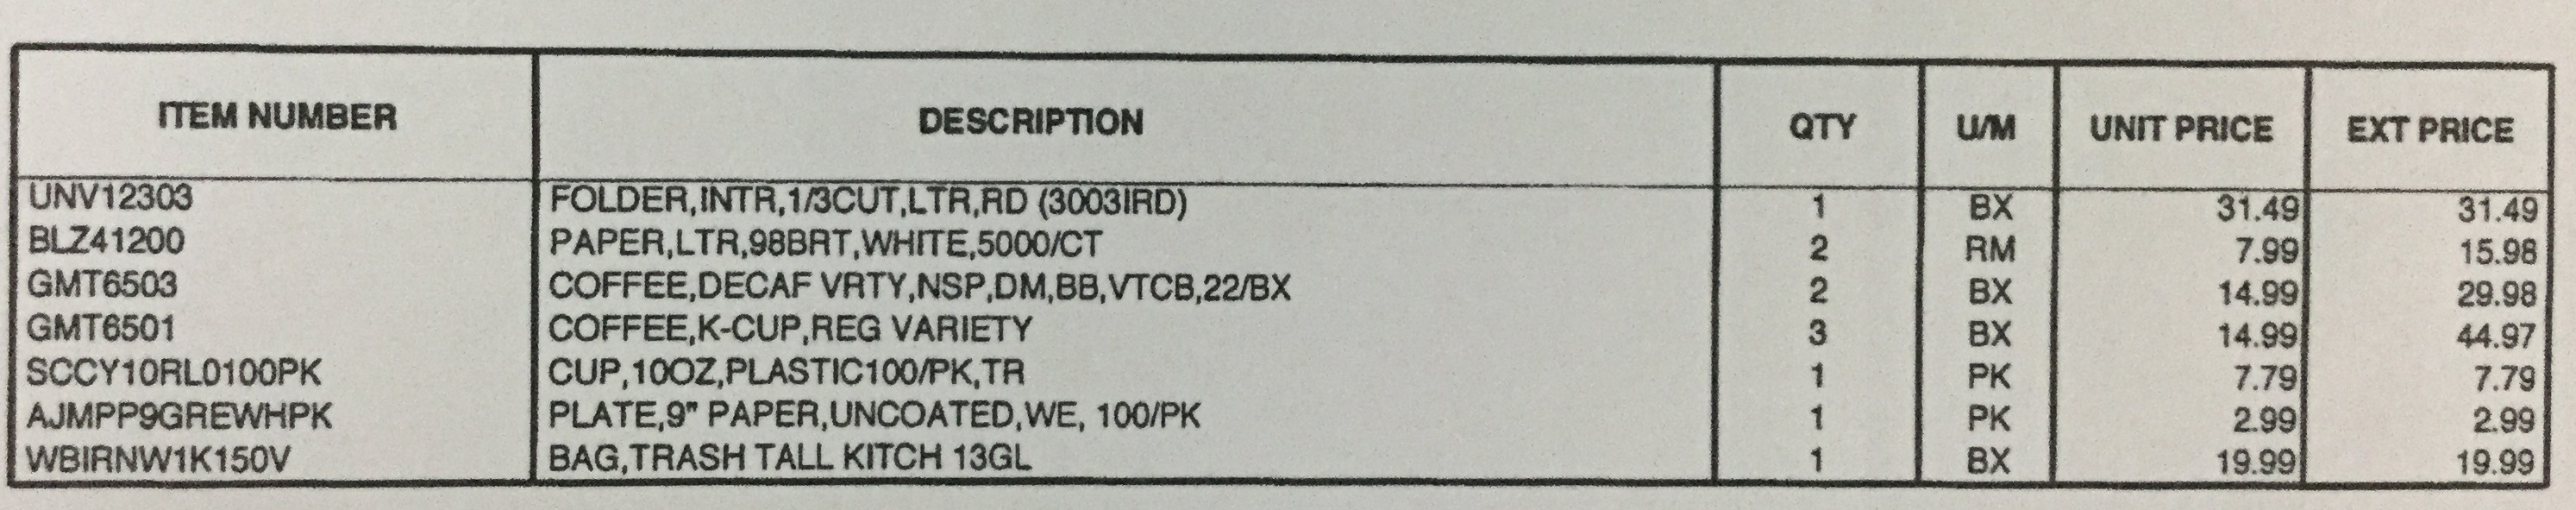 ITEM NUMBER DESCRIPTION QTY U/M UNIT PRICE EXT PRICE
UNV12303 FOLDER,INTR,1/3CUT,LTR,RD (3003IRD) 1 BX 31.49 31.49
BLZ41200 PAPER,LTR,98BRT,WHITE,5000/CT 2 RM 7.99 15.98
GMT6503 COFFEE,DECAF VRTY,NSP,DM,BB,VTCB,22/BX 2 BX 14.99 29.98
GMT6501 COFFEE,K-CUP,REG VARIETY 3 BX 14.99 44.97
SCCY10RL0100PK CUP,10OZ,PLASTIC100/PK,TR 1 PK 7.79 7.79
AJMPP9GREWHPK PLATE,9" PAPER,UNCOATED,WE, 100/PK 1 PK 2.99 2.99
WBIRNW1K150V BAG,TRASH TALL KITCH 13GL 1 BX 19.99 19.99